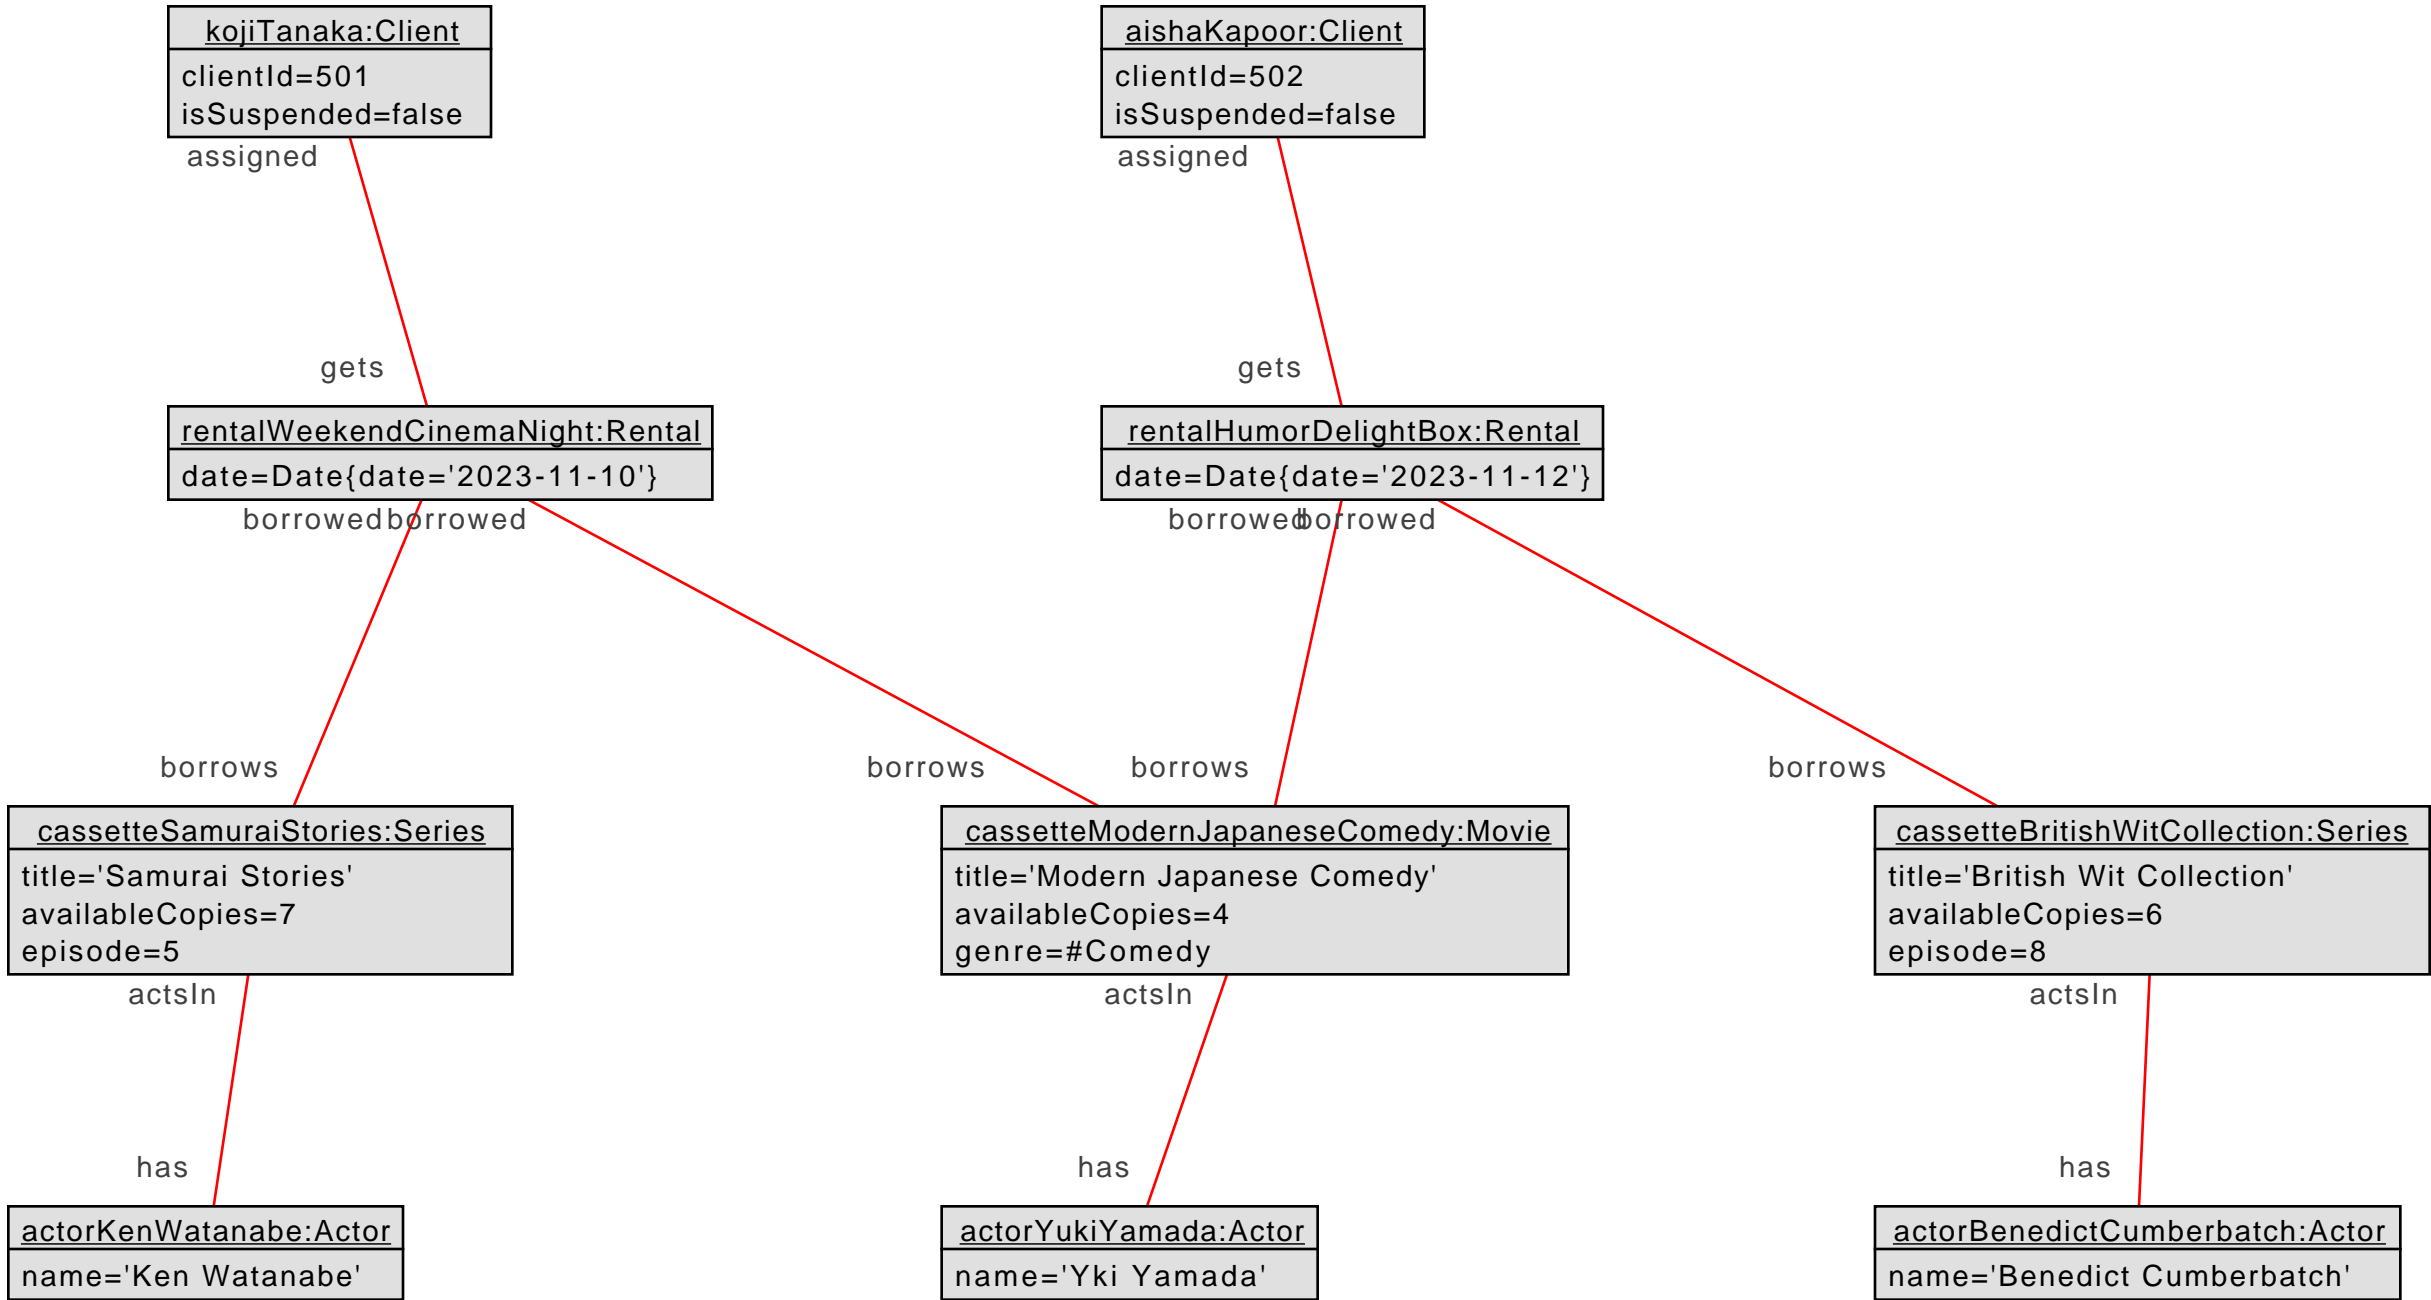 kojiTanaka:Client
clientId=501
isSuspended=false
assigned
aishaKapoor:Client
clientId=502
isSuspended=false
assigned
gets
gets
rentalWeekendCinemaNight:Rental
date=Date{date='2023-11-10'}
borrowed
borrowed
rentalHumorDelightBox:Rental
date=Date{date='2023-11-12'}
borrowed
borrowed
borrows
borrows
borrows
borrows
cassetteSamuraiStories:Series
title='Samurai Stories'
availableCopies=7
episode=5
actsIn
cassetteModernJapaneseComedy:Movie
title='Modern Japanese Comedy'
availableCopies=4
genre=#Comedy
actsIn
cassetteBritishWitCollection:Series
title='British Wit Collection'
availableCopies=6
episode=8
actsIn
has
has
has
actorKenWatanabe:Actor
name='Ken Watanabe'
actorYukiYamada:Actor
name='Yki Yamada'
actorBenedictCumberbatch:Actor
name='Benedict Cumberbatch'